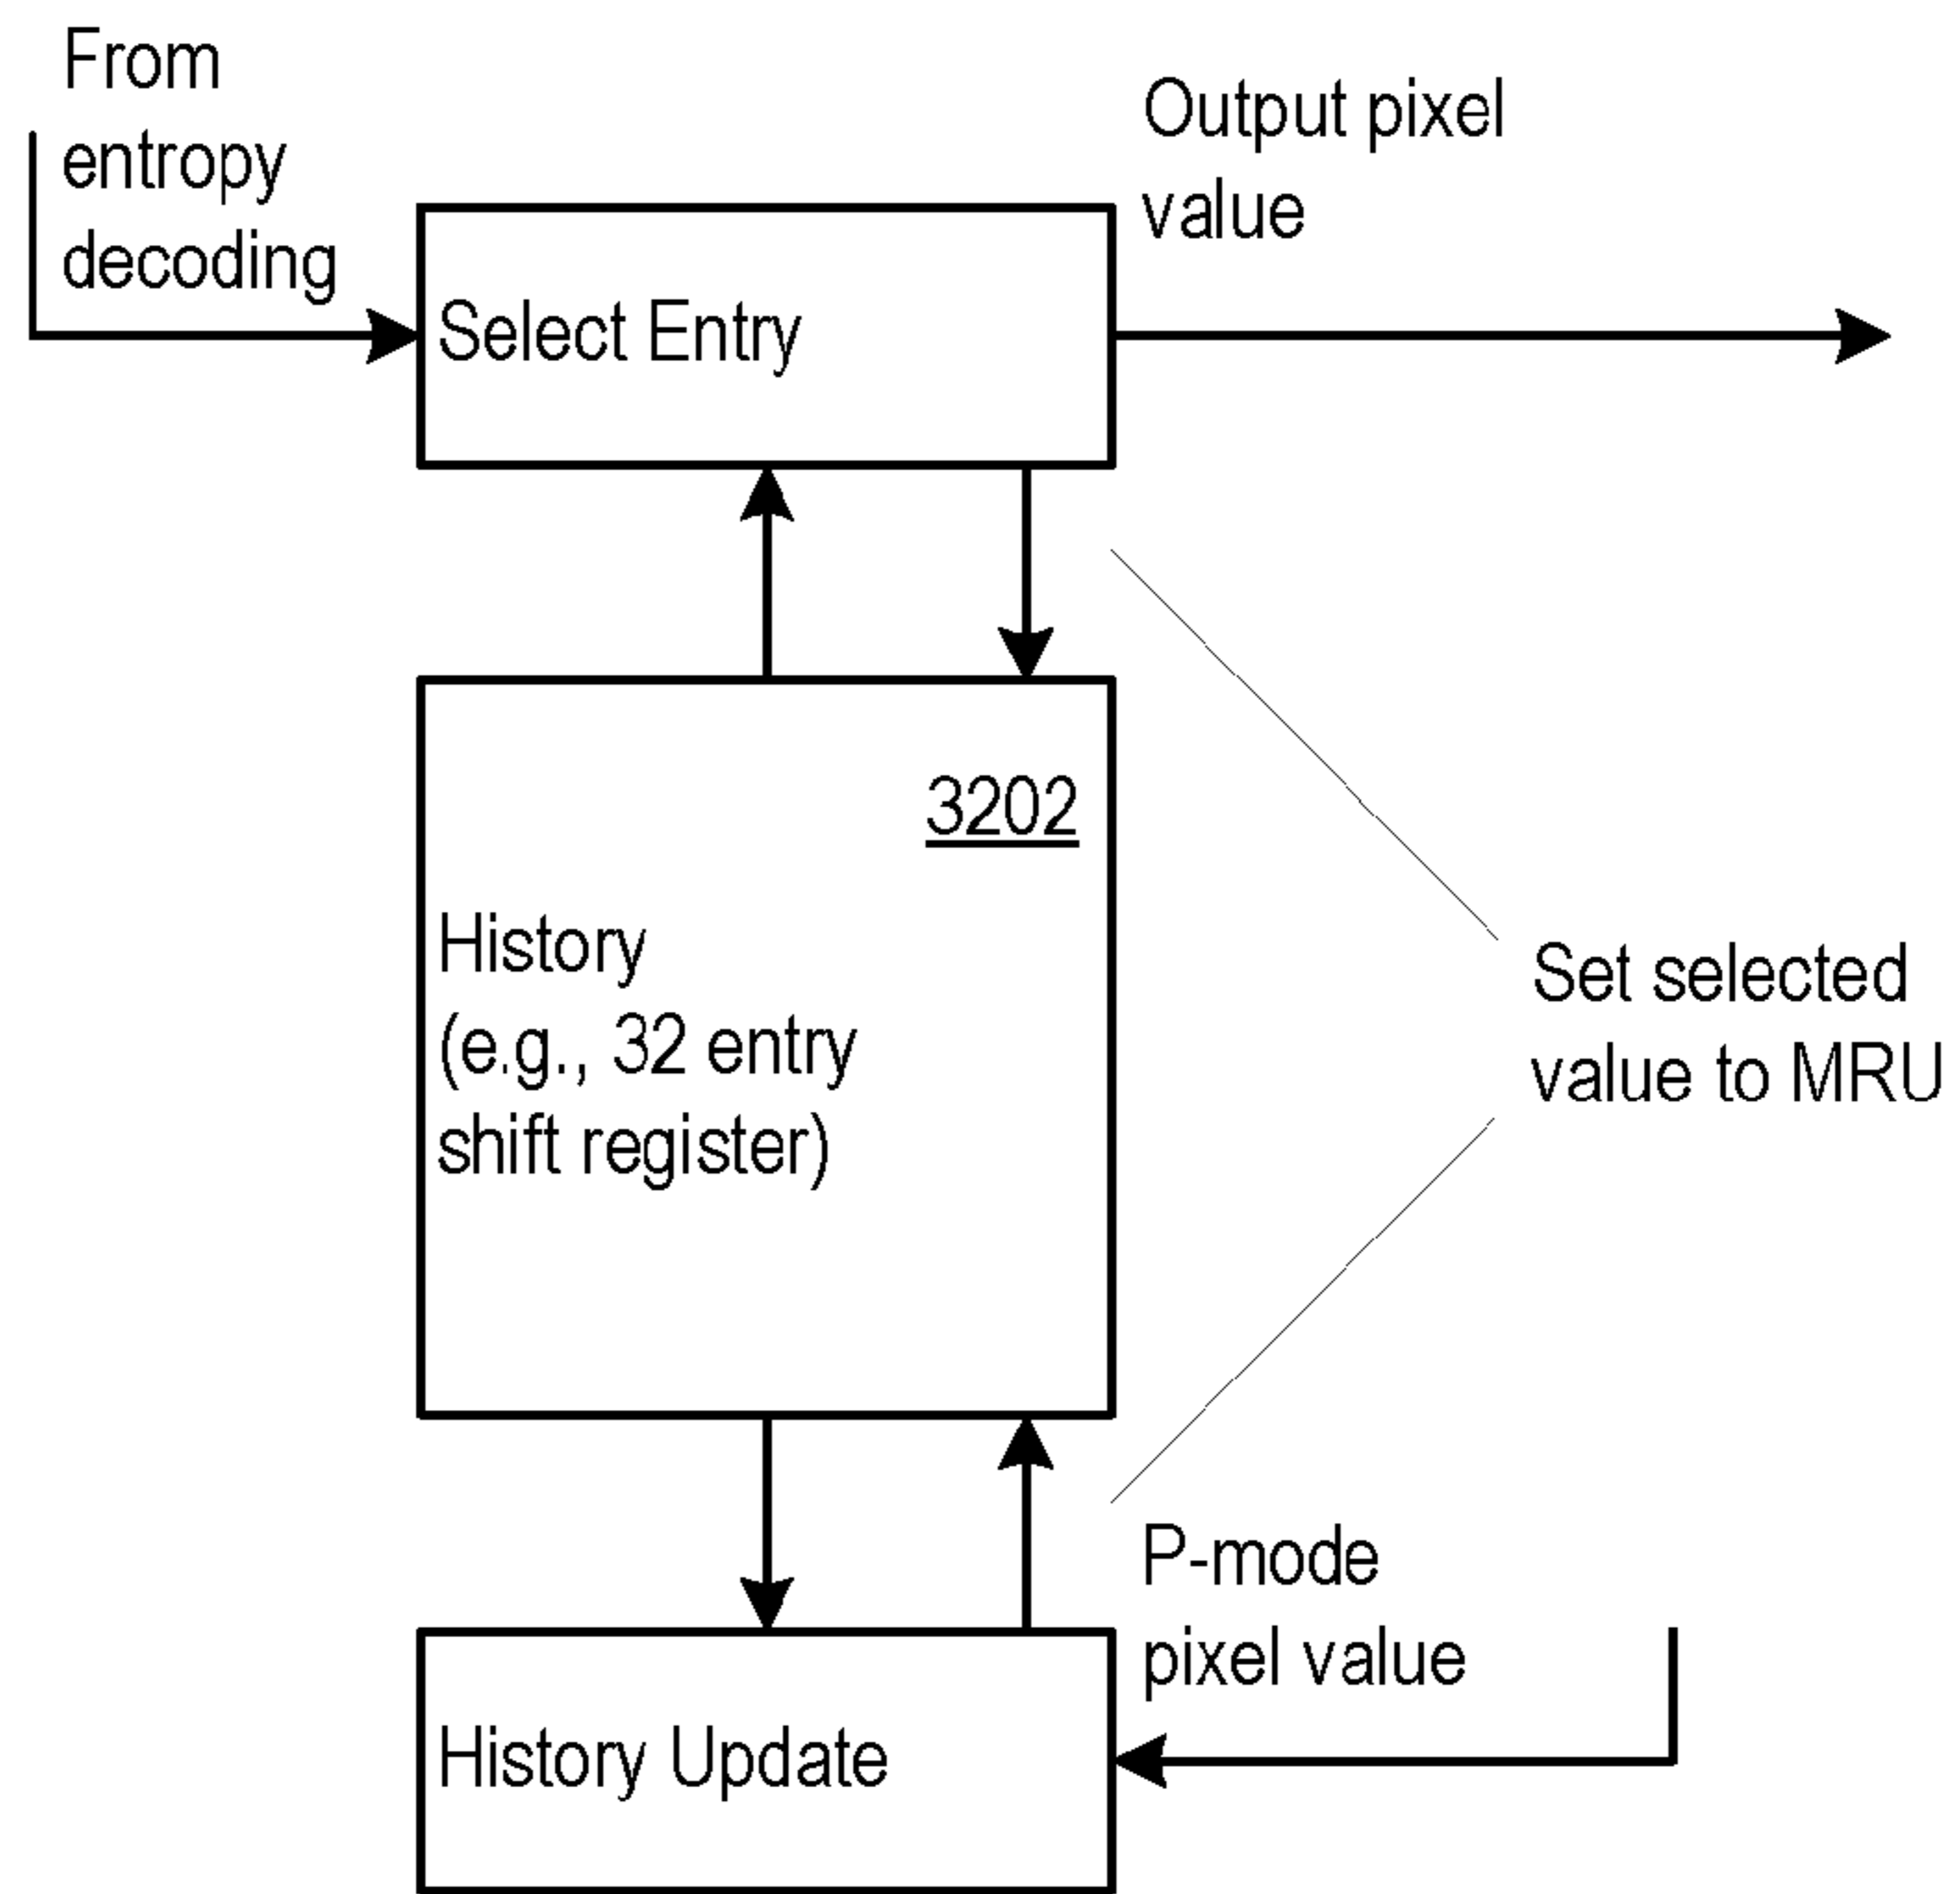 From
entropy
decoding
Output pixel
value
Select Entry
3202
History
(e.g., 32 entry
shift register)
Set selected
value to MRU
P-mode
pixel value
History Update